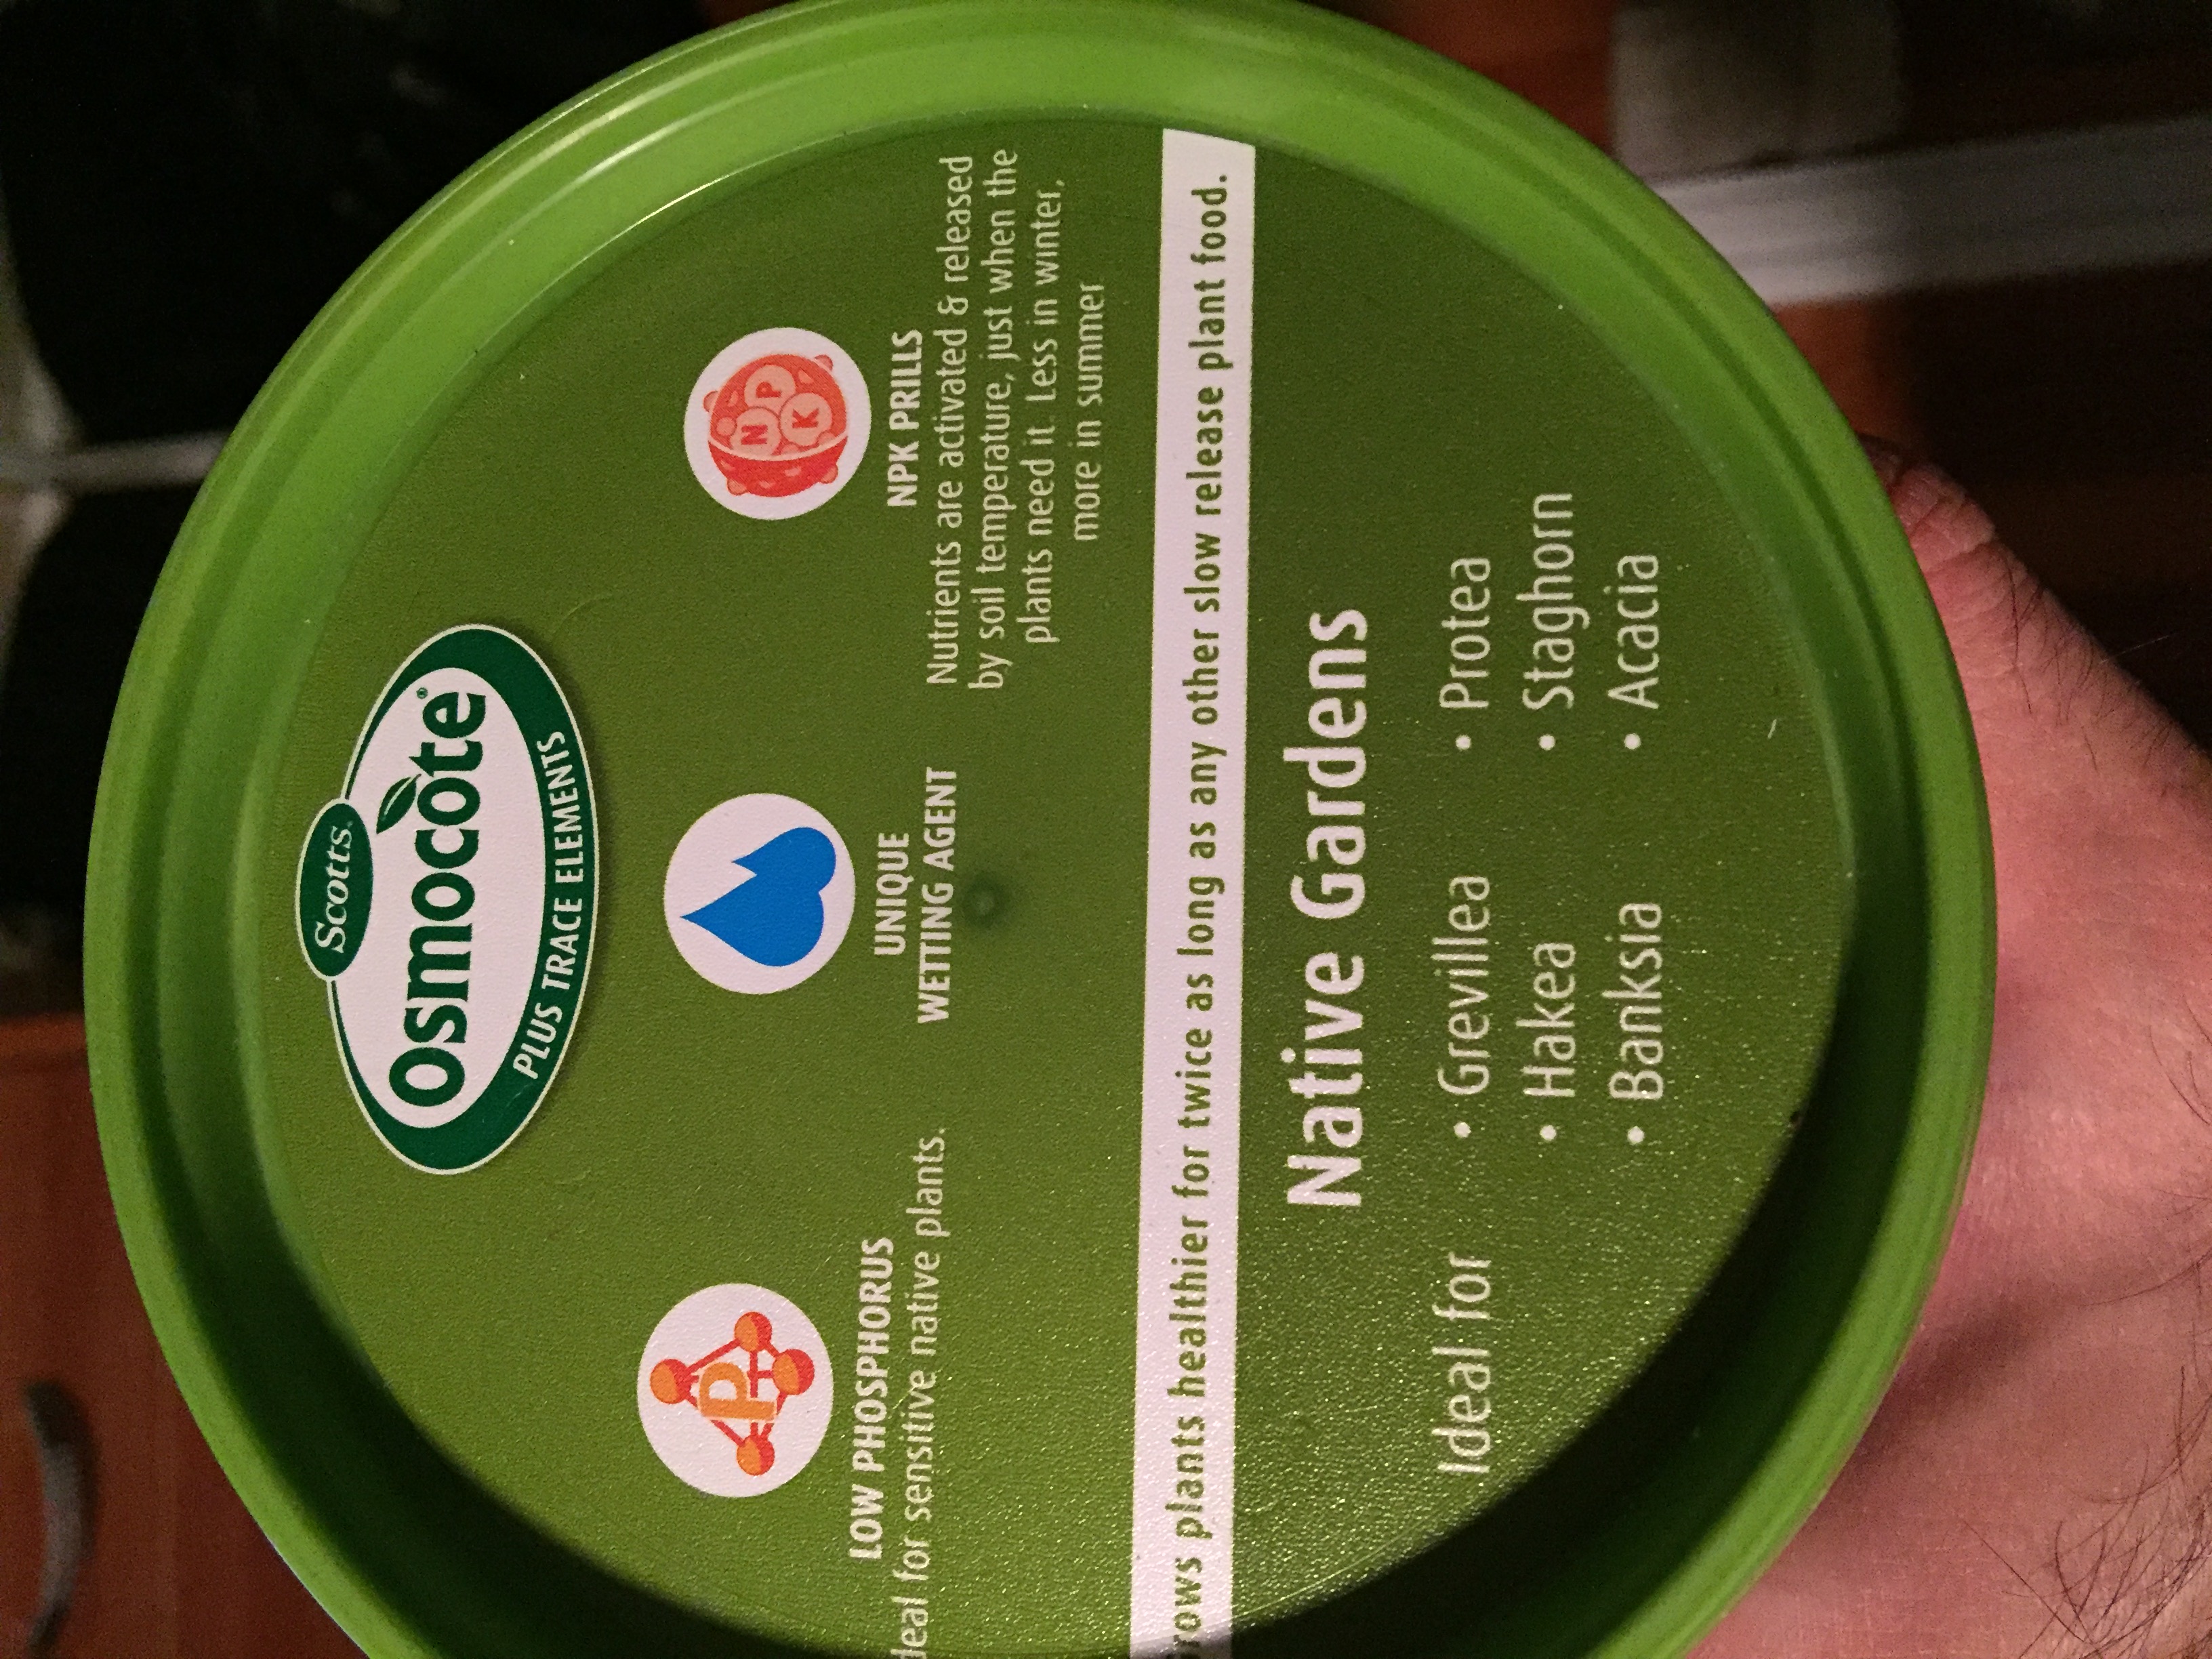 Scotts
Osmocote®
PLUS TRACE ELEMENTS
P
N P
K
LOW PHOSPHORUS
deal for sensitive native plants.
UNIQUE
WETTING AGENT
NPK PRILLS
Nutrients are activated & released
by soil temperature, just when the
plants need it. Less in winter,
more in summer
rows plants healthier for twice as long as any other slow release plant food.
Native Gardens
Ideal for
• Grevillea
• Hakea
• Banksia
• Protea
• Staghorn
• Acacia